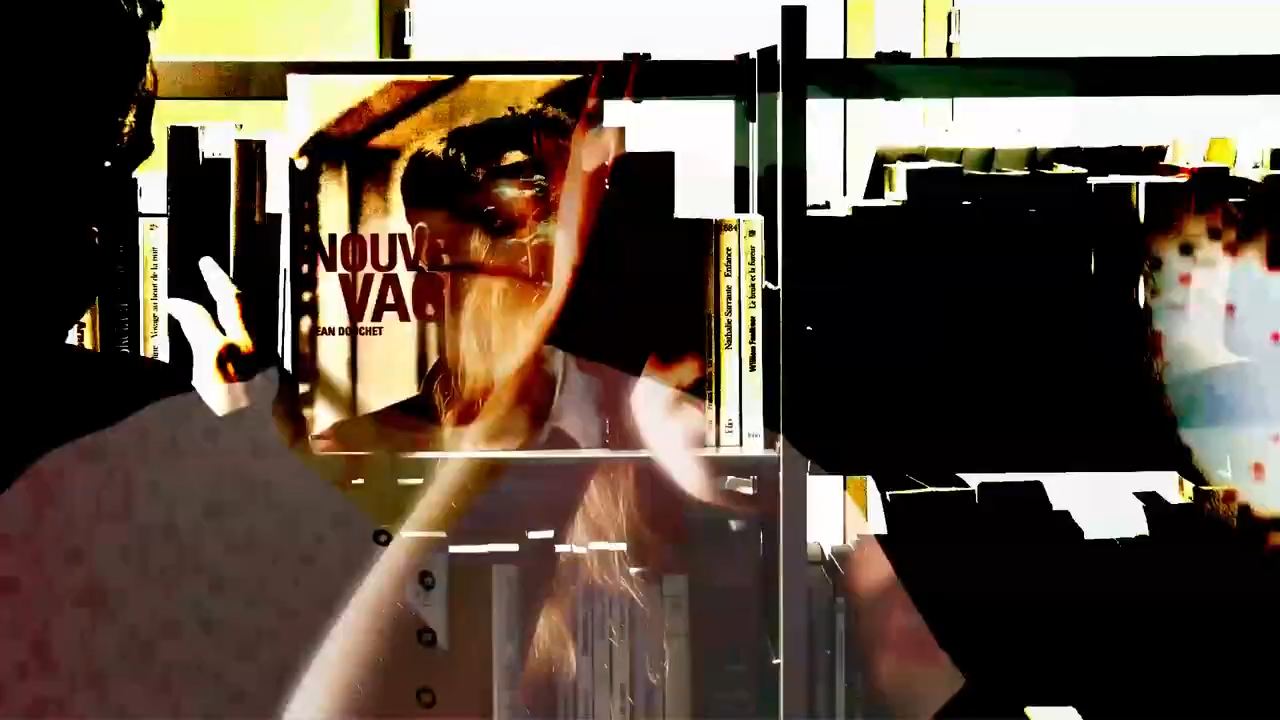 NOUVE
VAG
EAN DOUCHET
Voyage au bout de la nuit
Nathalie Sarraute Enfance
William Faulkner Le bruit et la fureur